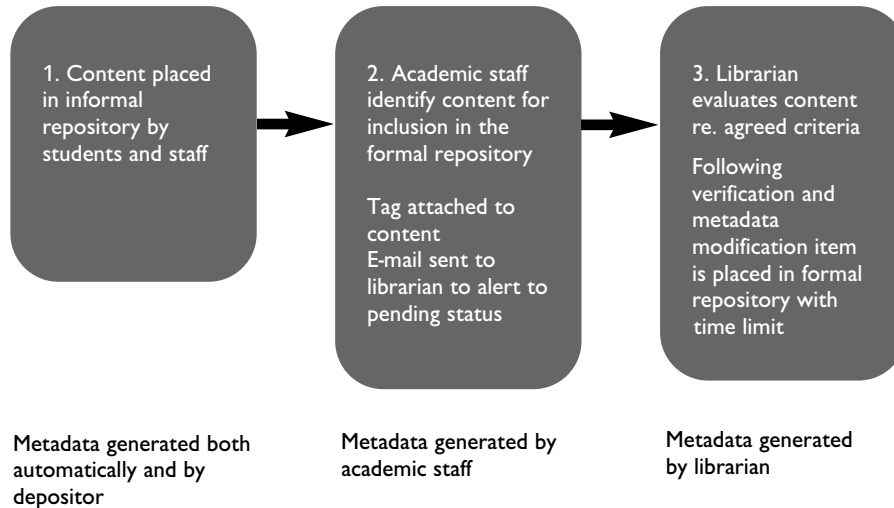 1. Content placed
in informal
repository by
students and staff
2. Academic staff
identify content for
inclusion in the
formal repository
Tag attached to
content
E-mail sent to
librarian to alert to
pending status
3. Librarian
evaluates content
re. agreed criteria
Following
verification and
metadata
modification item
is placed in formal
repository with
time limit
Metadata generated both
automatically and by
depositor
Metadata generated by
academic staff
Metadata generated
by librarian